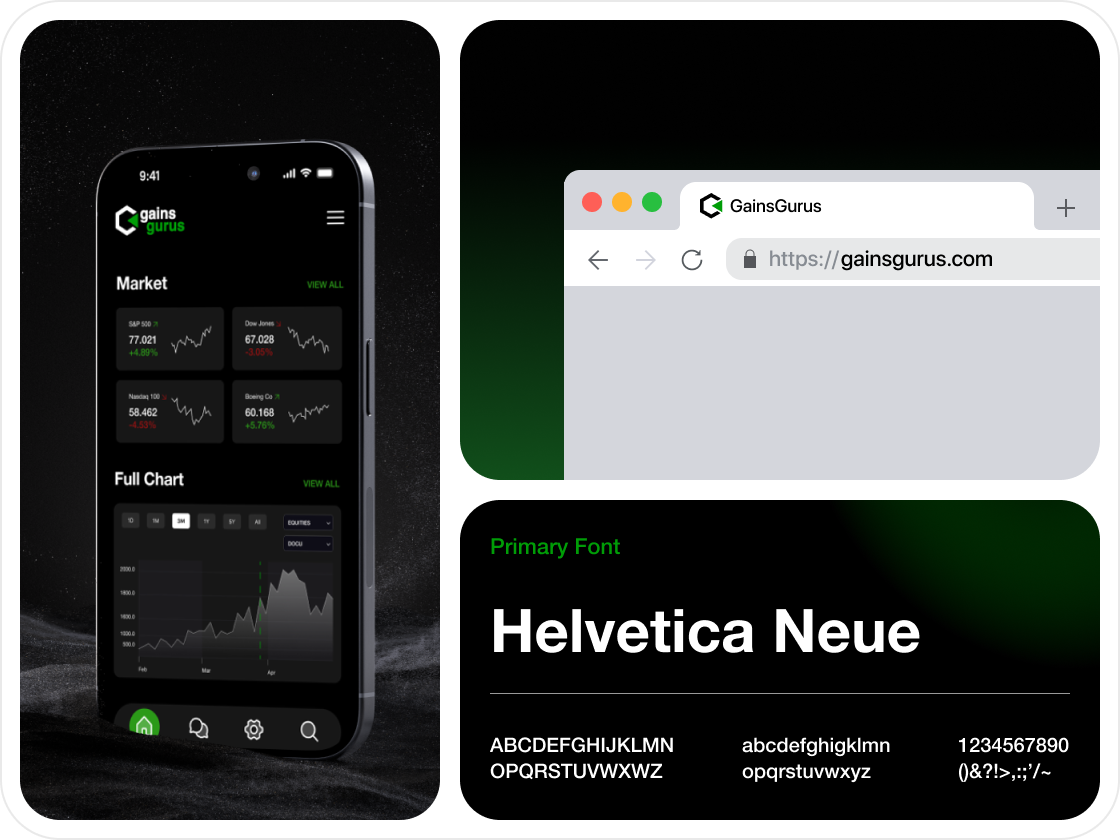 9:41
gains
gurus
Market
VIEW ALL
S&P 500
77.021
+4.89%
Dow Jones
67.028
-3.05%
Nasdaq 100
58.462
-4.53%
Boeing Co
60.168
+5.76%
Full Chart
VIEW ALL
1D 1M 3M 1Y 5Y All
EQUITIES
DOCU
2000.0
1800.0
1600.0
1000.0
500.0
Feb Mar Apr
GainsGurus
https://gainsgurus.com
Primary Font
Helvetica Neue
ABCDEFGHIJKLMN
OPQRSTUVWXWZ
abcdefghigklmn
opqrstuvwxyz
1234567890
()&?!>,:;’/~